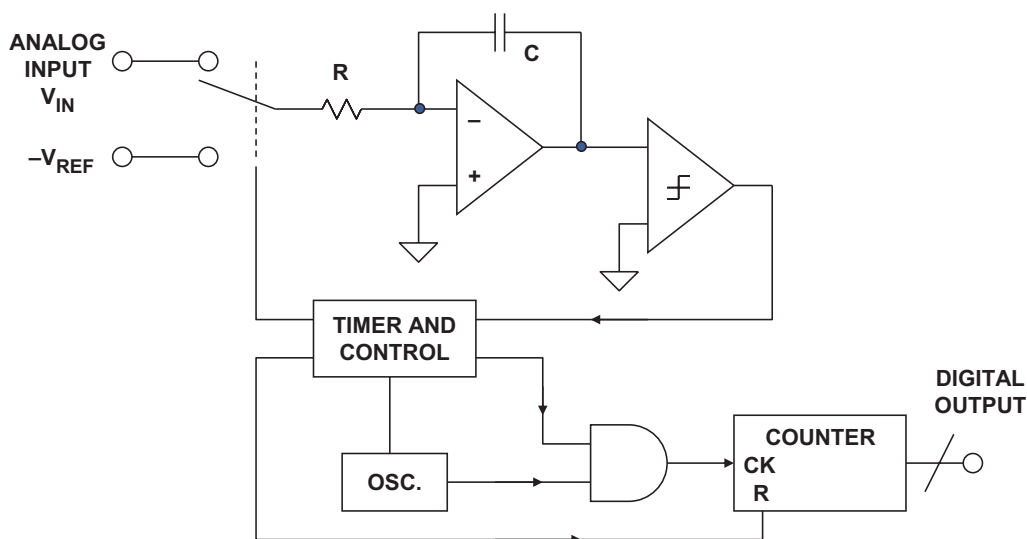 ANALOG
INPUT
VIN
–VREF
R
C
–
+
TIMER AND
CONTROL
OSC.
COUNTER
CK
R
DIGITAL
OUTPUT